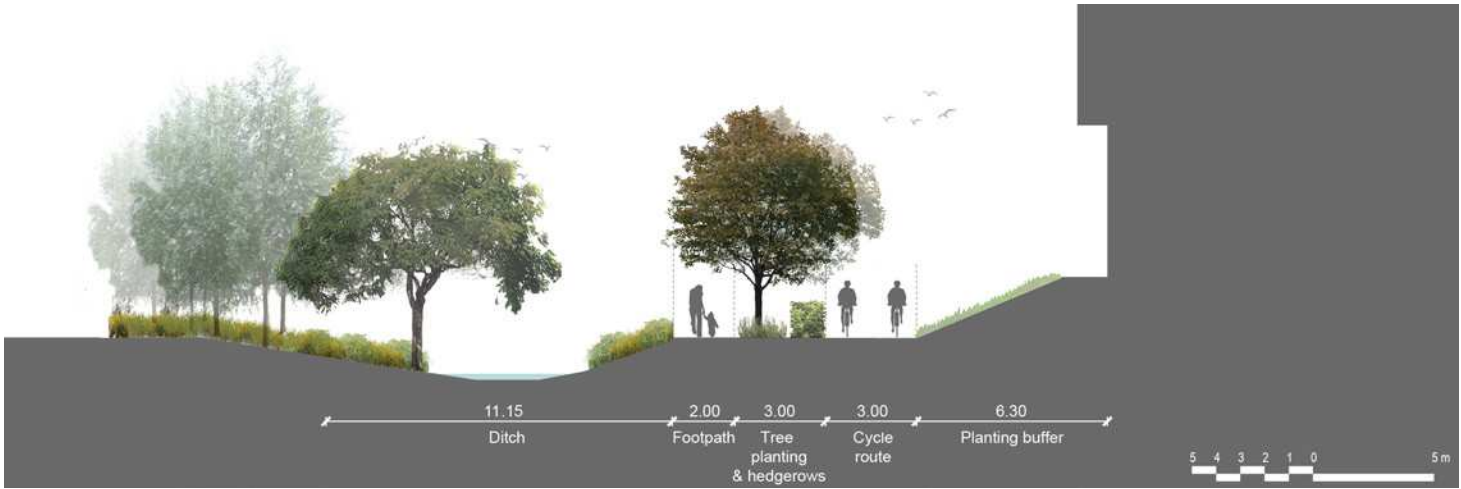 11.15 2.00 3.00 3.00 6.30
Ditch Footpath Tree Cycle Planting buffer
planting route
& hedgerows
5 4 3 2 1 0 5 m